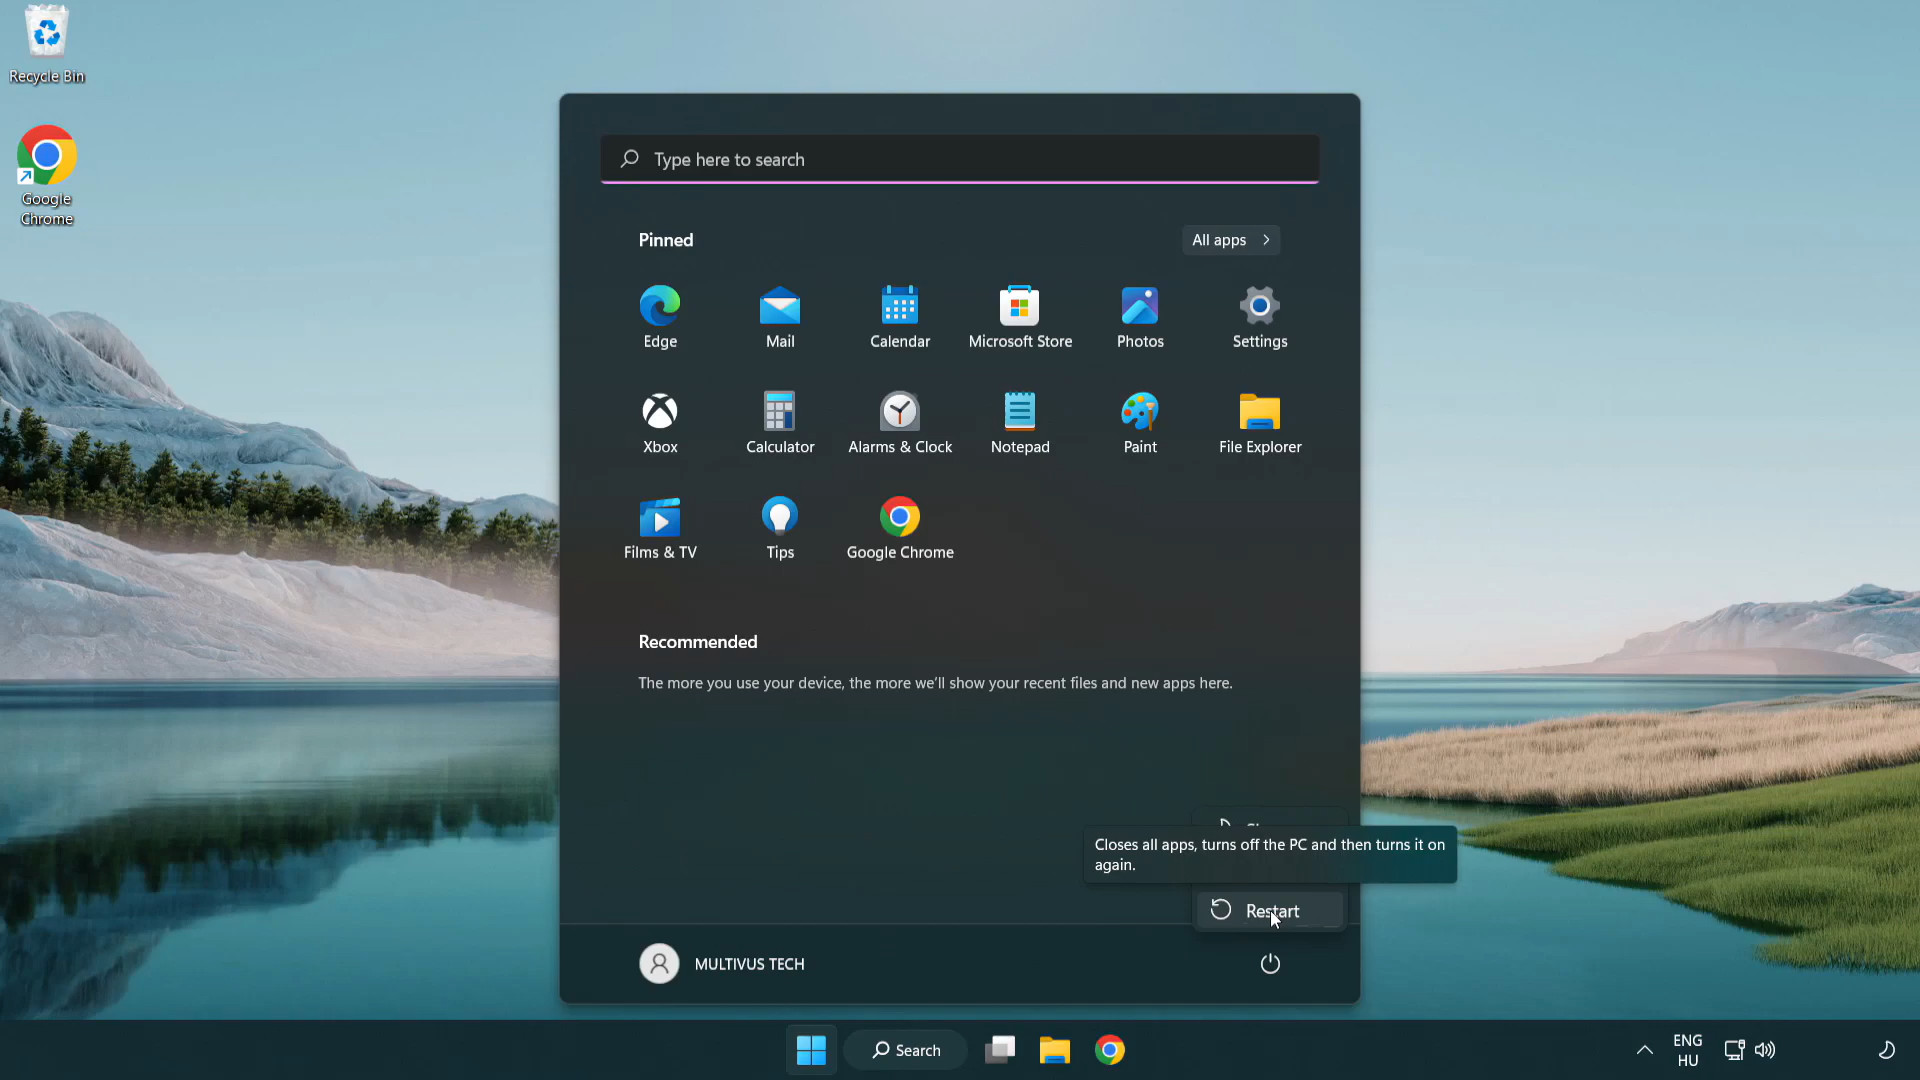 Recycle Bin
Google
Chrome
Type here to search
Pinned
All apps
Edge
Mail
Calendar
Microsoft Store
Photos
Settings
Xbox
Calculator
Alarms & Clock
Notepad
Paint
File Explorer
Films & TV
Tips
Google Chrome
Recommended
The more you use your device, the more we'll show your recent files and new apps here.
Closes all apps, turns off the PC and then turns it on
again.
Restart
MULTIVUS TECH
Search
ENG
HU